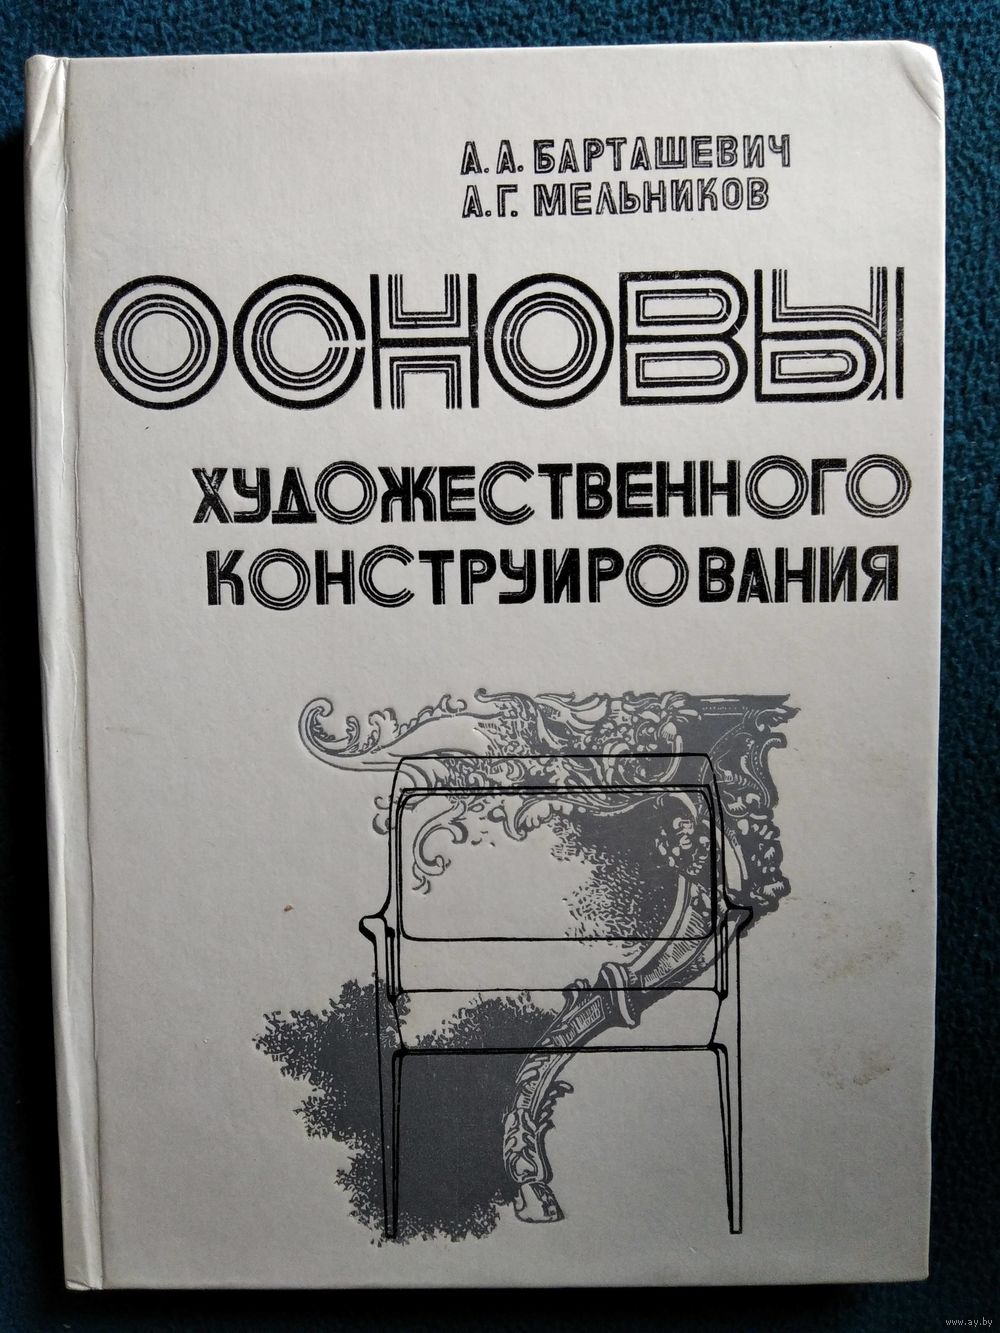 А.А. БАРТАШЕВИЧ
А.Г. МЕЛЬНИКОВ
ОСНОВЫ
ХУДОЖЕСТВЕННОГО
КОНСТРУИРОВАНИЯ
www.ay.by